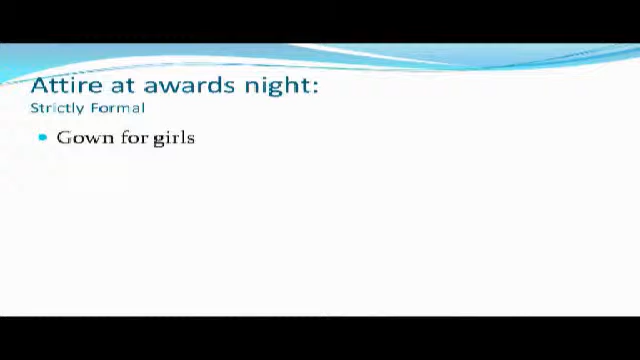 Attire at awards night:
Strictly Formal
• Gown for girls